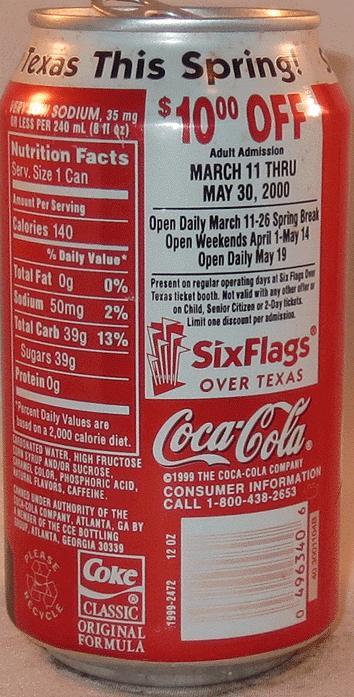 Texas This Spring!
VERY LOW SODIUM, 35 mg
OR LESS PER 240 mL (8 fl oz)
Nutrition Facts
Serv. Size 1 Can
Amount Per Serving
Calories 140
% Daily Value*
Total Fat 0g 0%
Sodium 50mg 2%
Total Carb 39g 13%
Sugars 39g
Protein 0g
*Percent Daily Values are
based on a 2,000 calorie diet.
CARBONATED WATER, HIGH FRUCTOSE
CORN SYRUP AND/OR SUCROSE,
CARAMEL COLOR, PHOSPHORIC ACID,
NATURAL FLAVORS, CAFFEINE.
CANNED UNDER AUTHORITY OF THE
COCA-COLA COMPANY, ATLANTA, GA BY
A MEMBER OF THE CCE BOTTLING
GROUP, ATLANTA, GEORGIA 30339
PLEASE
RECYCLE
Coke®
CLASSIC
ORIGINAL
FORMULA
$10.00 OFF
Adult Admission
MARCH 11 THRU
MAY 30, 2000
Open Daily March 11-26 Spring Break
Open Weekends April 1-May 14
Open Daily May 19
Present on regular operating days at Six Flags Over
Texas ticket booth. Not valid with any other offer or
on Child, Senior Citizen or 2-Day tickets.
Limit one discount per admission.
SixFlags®
OVER TEXAS
Coca-Cola®
©1999 THE COCA-COLA COMPANY
CONSUMER INFORMATION
CALL 1-800-438-2653
1999-2472 12 OZ
0 496340 6